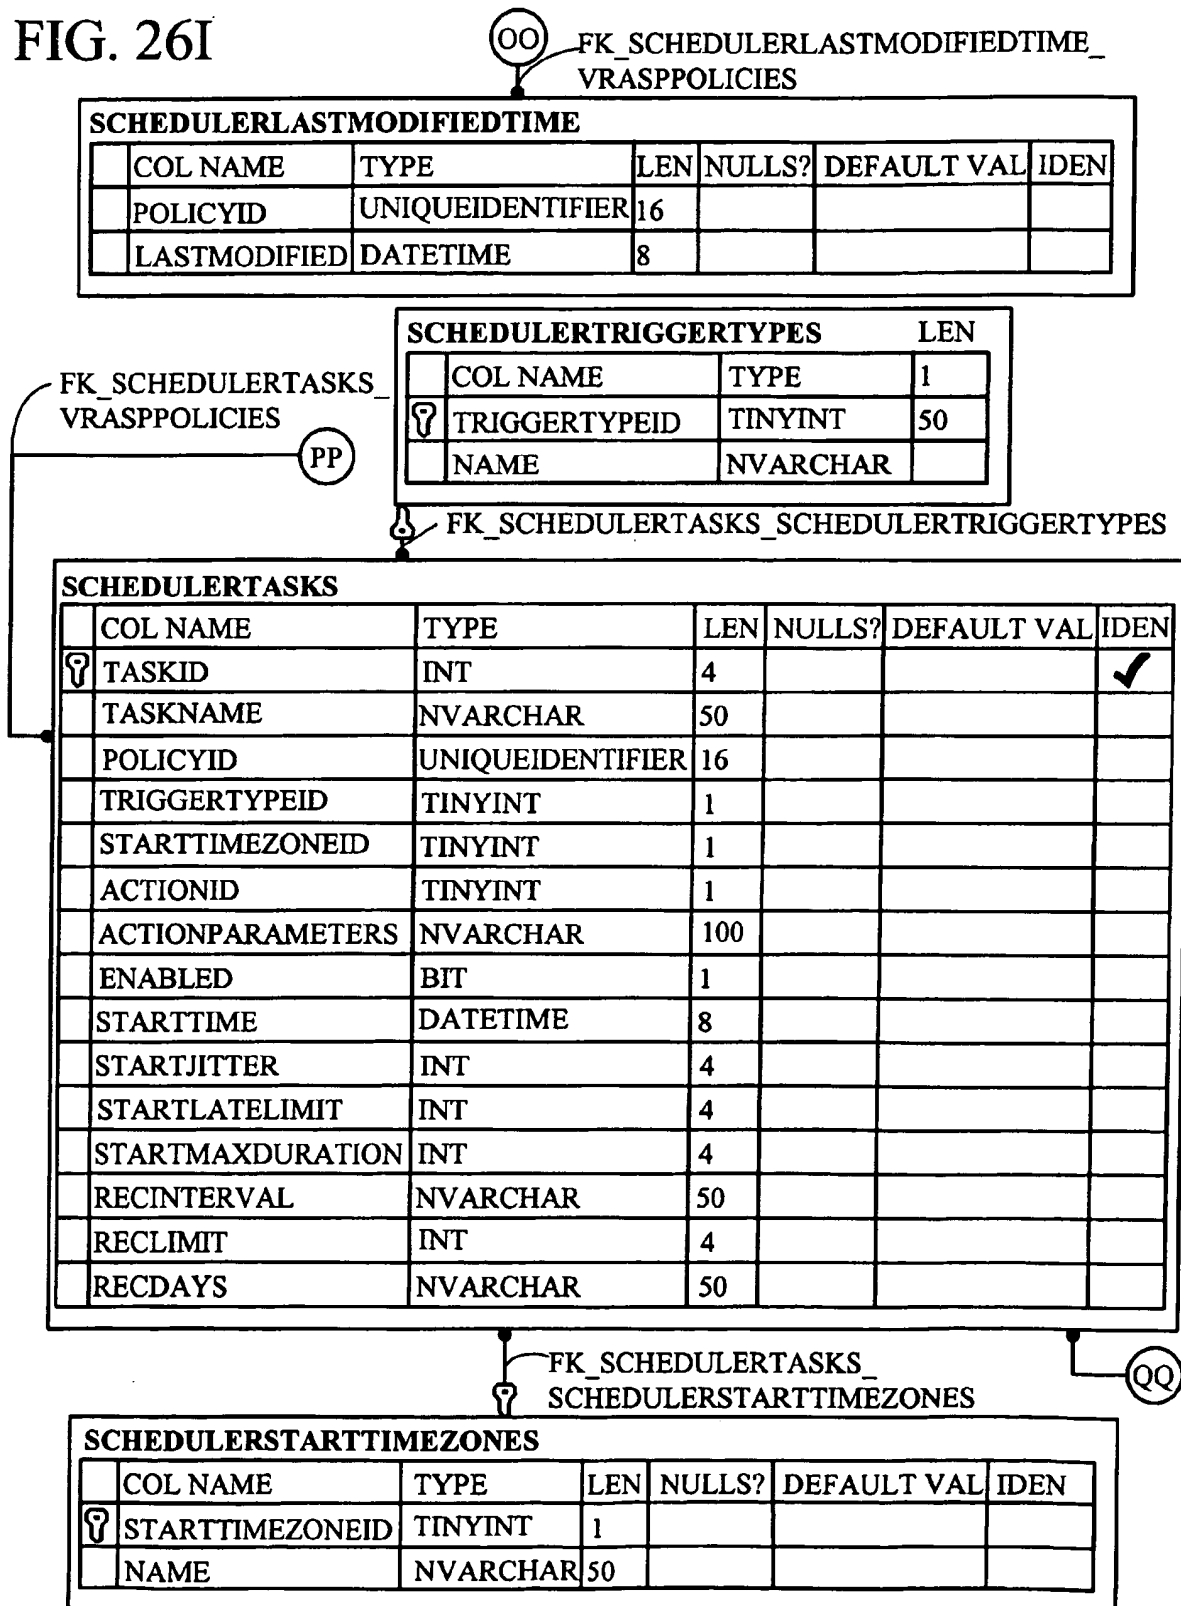 FIG. 26I
OO
FK_SCHEDULERLASTMODIFIEDTIME_
VRASPPOLICIES
SCHEDULERLASTMODIFIEDTIME
COL NAME TYPE LEN NULLS? DEFAULT VAL IDEN
POLICYID UNIQUEIDENTIFIER 16
LASTMODIFIED DATETIME 8
SCHEDULERTRIGGERTYPES LEN
COL NAME TYPE 1
TRIGGERTYPEID TINYINT 50
NAME NVARCHAR
FK_SCHEDULERTASKS_
VRASPPOLICIES
PP
FK_SCHEDULERTASKS_SCHEDULERTRIGGERTYPES
SCHEDULERTASKS
COL NAME TYPE LEN NULLS? DEFAULT VAL IDEN
TASKID INT 4 ✓
TASKNAME NVARCHAR 50
POLICYID UNIQUEIDENTIFIER 16
TRIGGERTYPEID TINYINT 1
STARTTIMEZONEID TINYINT 1
ACTIONID TINYINT 1
ACTIONPARAMETERS NVARCHAR 100
ENABLED BIT 1
STARTTIME DATETIME 8
STARTJITTER INT 4
STARTLATELIMIT INT 4
STARTMAXDURATION INT 4
RECINTERVAL NVARCHAR 50
RECLIMIT INT 4
RECDAYS NVARCHAR 50
FK_SCHEDULERTASKS_
SCHEDULERSTARTTIMEZONES
QQ
SCHEDULERSTARTTIMEZONES
COL NAME TYPE LEN NULLS? DEFAULT VAL IDEN
STARTTIMEZONEID TINYINT 1
NAME NVARCHAR 50